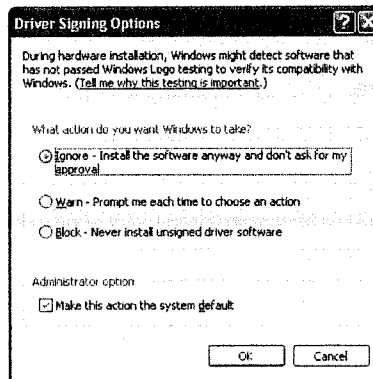 Driver Signing Options
During hardware installation, Windows might detect software that
has not passed Windows Logo testing to verify its compatibility with
Windows. (Tell me why this testing is important.)
What action do you want Windows to take?
Ignore - Install the software anyway and don't ask for my
approval
Warn - Prompt me each time to choose an action
Block - Never install unsigned driver software
Administrator option
Make this action the system default
OK Cancel